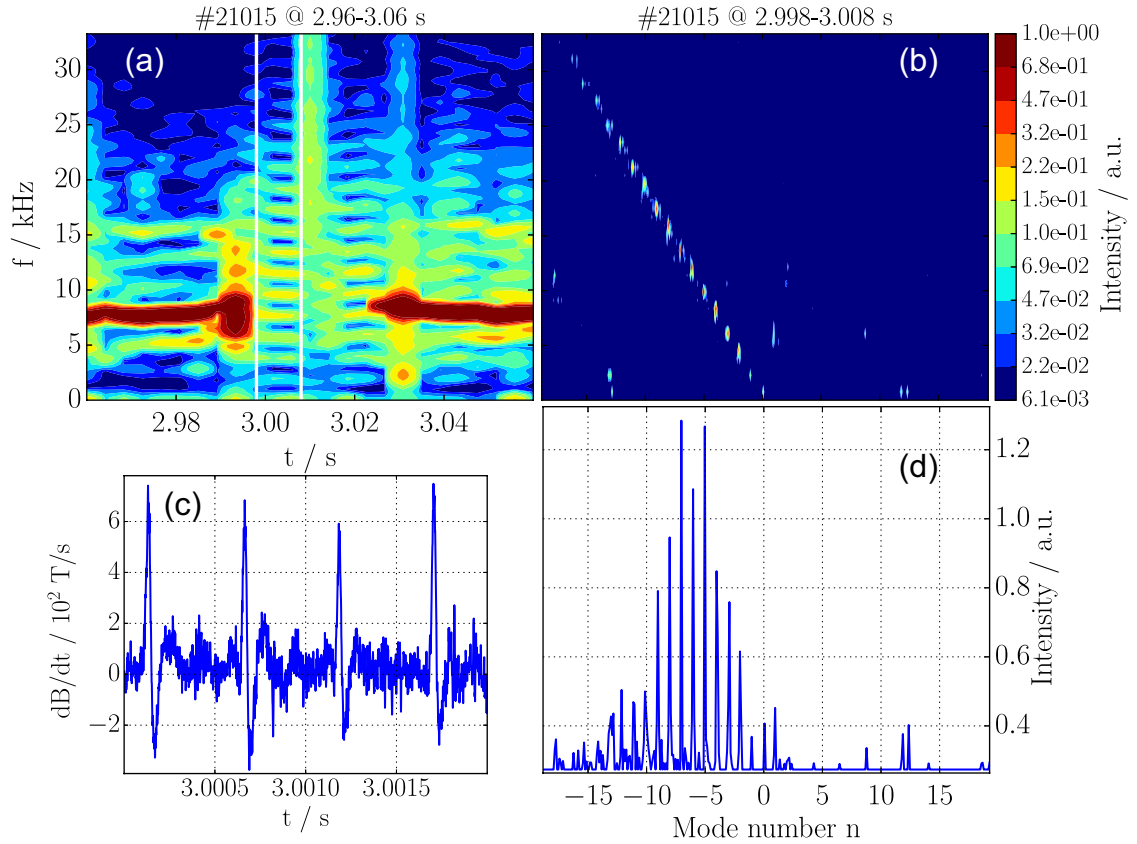 #21015 @ 2.96-3.06 s
#21015 @ 2.998-3.008 s
(a)
(b)
f / kHz
30
25
20
15
10
5
0
2.98 3.00 3.02 3.04
t / s
1.0e+00
6.8e-01
4.7e-01
3.2e-01
2.2e-01
1.5e-01
1.0e-01
6.9e-02
4.7e-02
3.2e-02
2.2e-02
6.1e-03
Intensity / a.u.
(c)
dB/dt / 10² T/s
6
4
2
0
−2
3.0005 3.0010 3.0015
t / s
(d)
1.2
1.0
0.8
0.6
0.4
Intensity / a.u.
−15 −10 −5 0 5 10 15
Mode number n